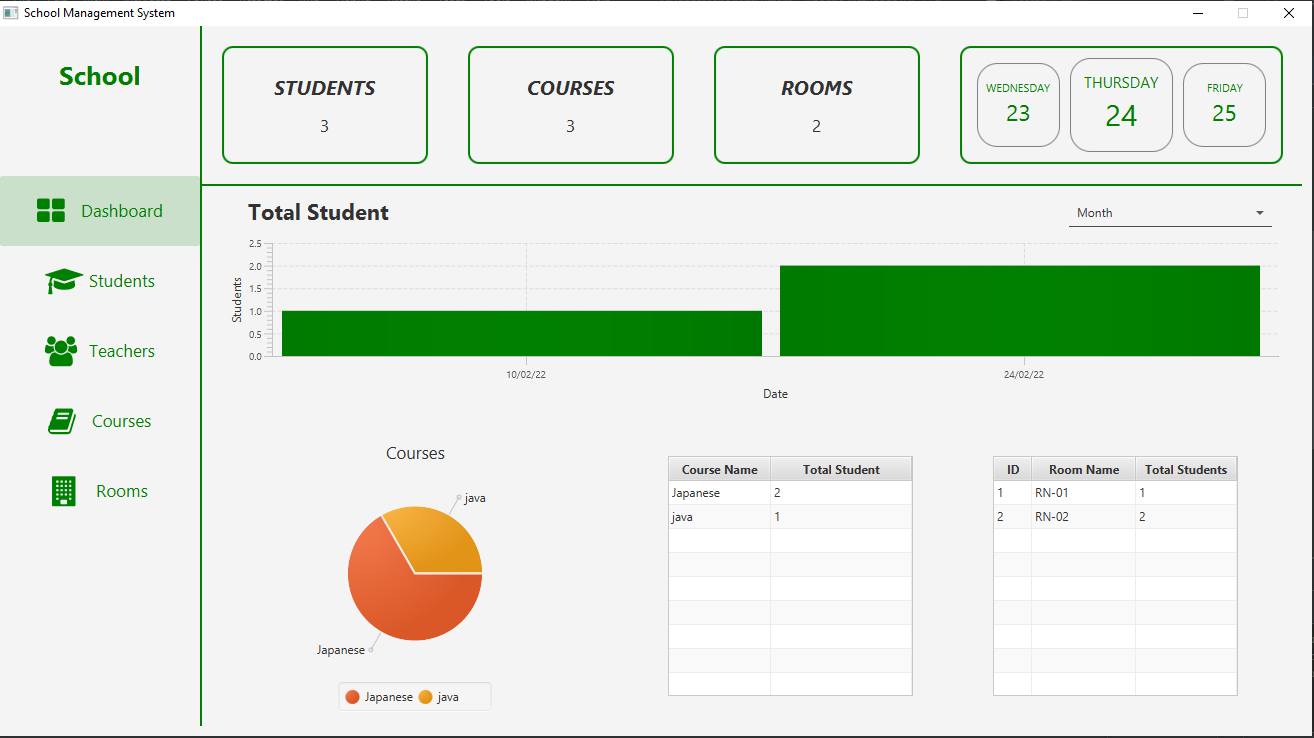 School Management System
School
Dashboard
Students
Teachers
Courses
Rooms
STUDENTS
3
COURSES
3
ROOMS
2
WEDNESDAY
23
THURSDAY
24
FRIDAY
25
Total Student
Month
Students
2.5
2.0
1.5
1.0
0.5
0.0
10/02/22
24/02/22
Date
Courses
java
Japanese
Japanese java
Course Name Total Student
Japanese 2
java 1
ID Room Name Total Students
1 RN-01 1
2 RN-02 2